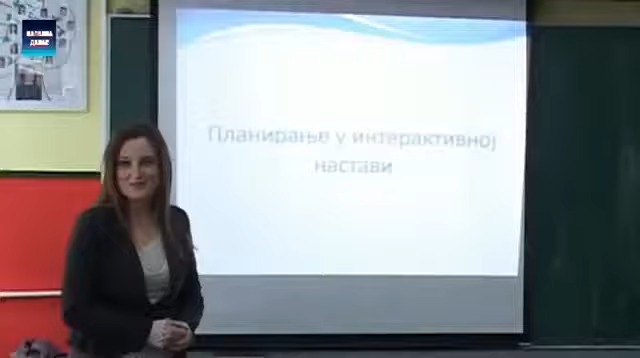 Планирање у интерактивној
настави